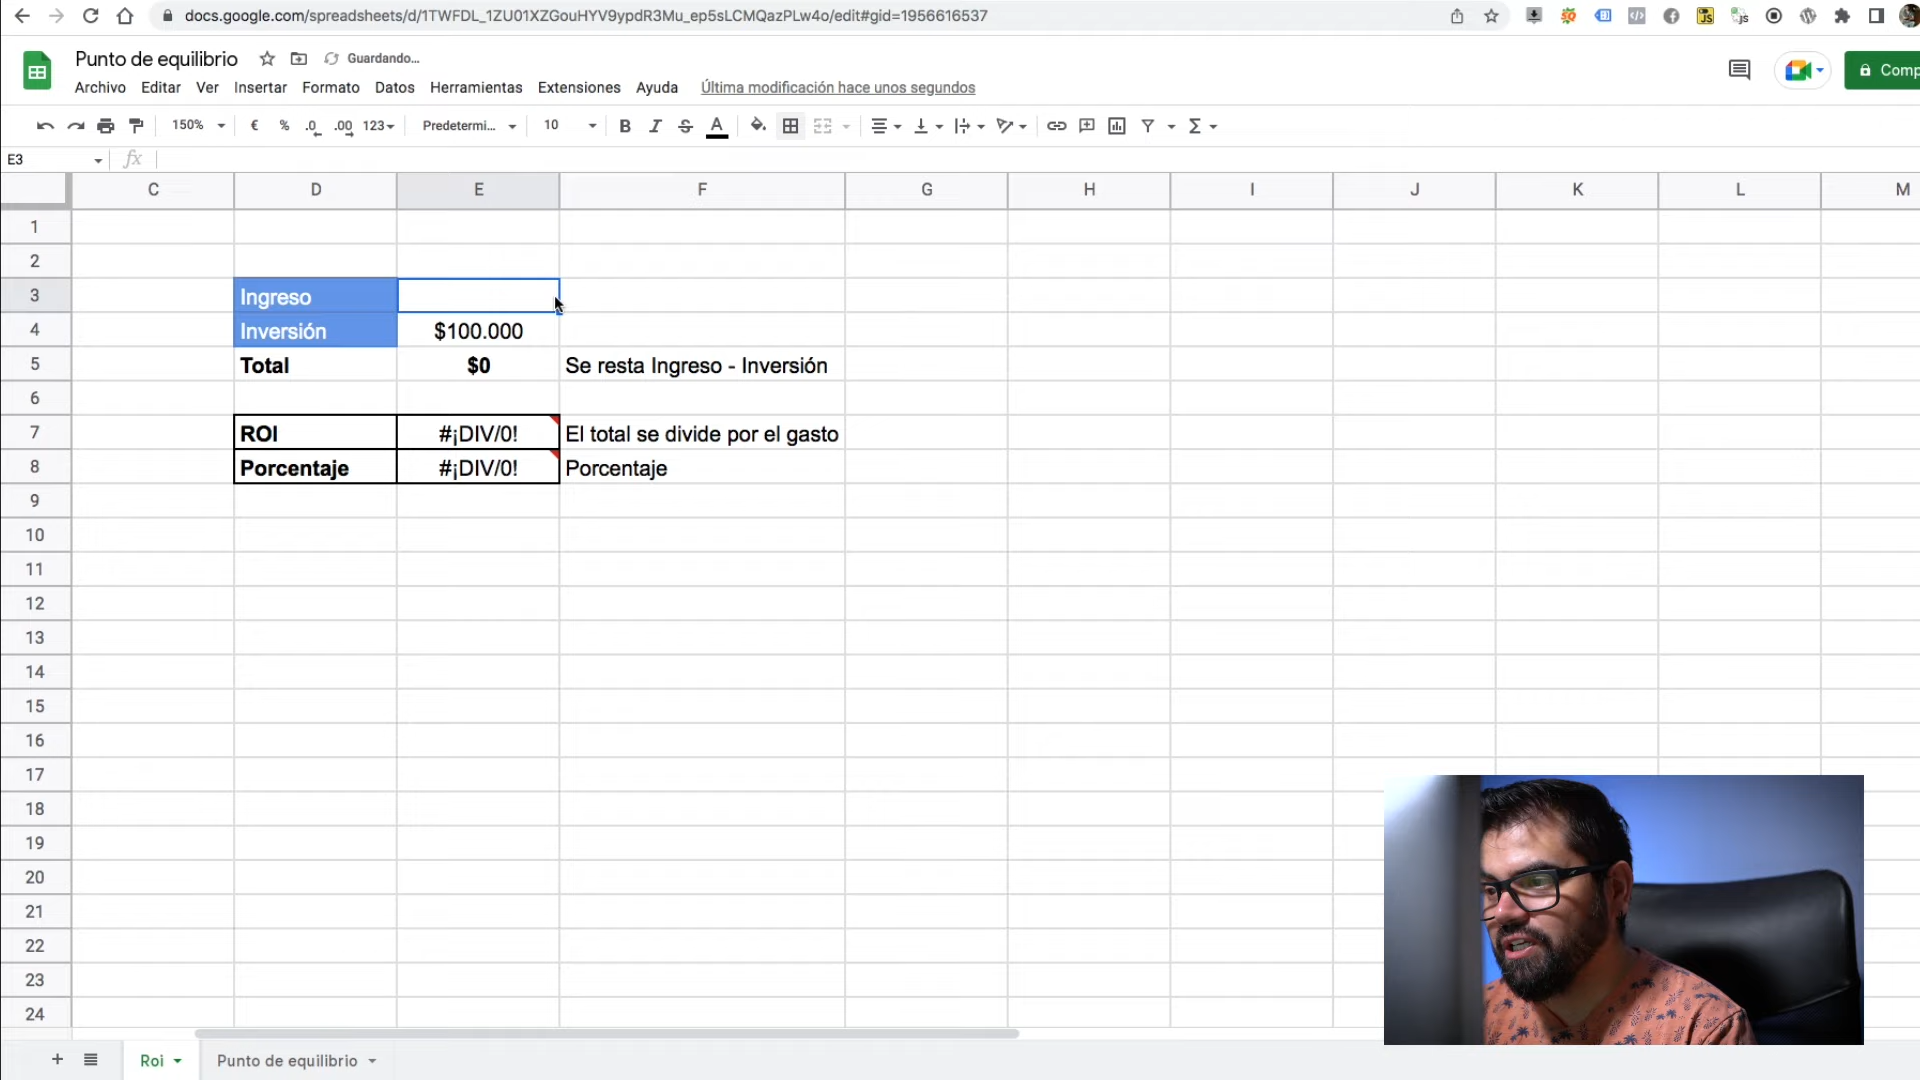 docs.google.com/spreadsheets/d/1TWFDL_1ZU01XZGouHYV9ypdR3Mu_ep5sLCMQazPLw4o/edit#gid=1956616537
Punto de equilibrio
Guardando...
Archivo Editar Ver Insertar Formato Datos Herramientas Extensiones Ayuda Última modificación hace unos segundos
Comp
150% € % .0 .00 123 Predetermi... 10 B I S A
E3 fx
C D E F G H I J K L M
1
2
3 Ingreso
4 Inversión $100.000
5 Total $0 Se resta Ingreso - Inversión
6
7 ROI #¡DIV/0! El total se divide por el gasto
8 Porcentaje #¡DIV/0! Porcentaje
9
10
11
12
13
14
15
16
17
18
19
20
21
22
23
24
+ Roi Punto de equilibrio